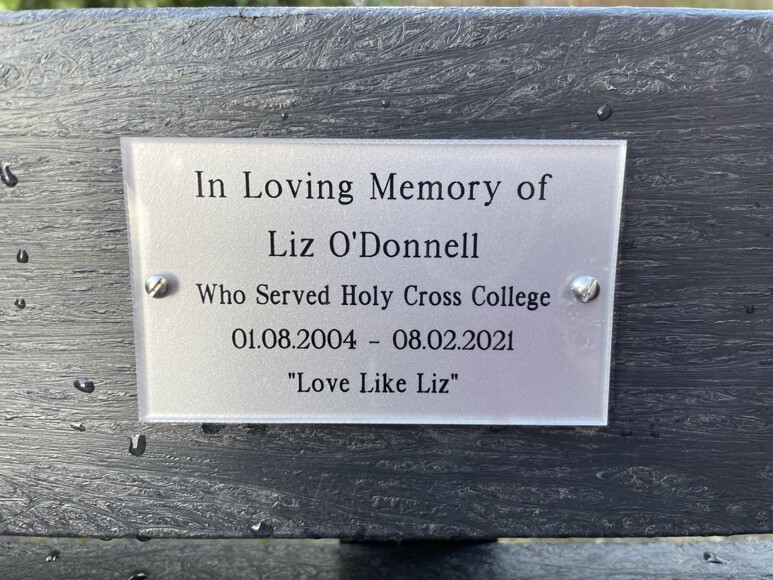 In Loving Memory of
Liz O'Donnell
Who Served Holy Cross College
01.08.2004 - 08.02.2021
"Love Like Liz"